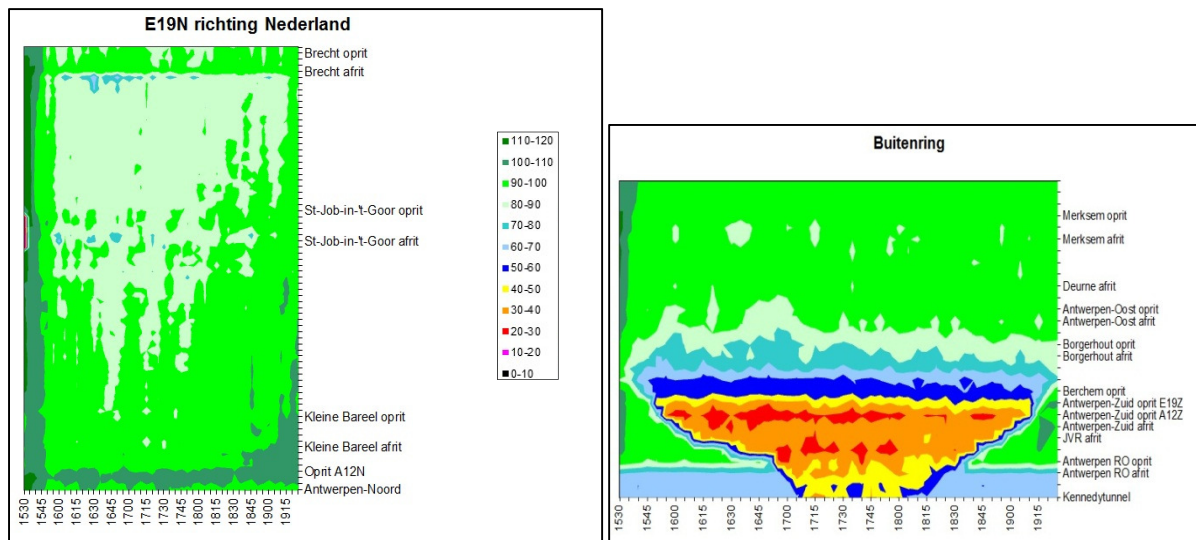 E19N richting Nederland
Brecht oprit
Brecht afrit
St-Job-in-'t-Goor oprit
St-Job-in-'t-Goor afrit
Kleine Bareel oprit
Kleine Bareel afrit
Oprit A12N
Antwerpen-Noord
1530
1545
1600
1615
1630
1645
1700
1715
1730
1745
1800
1815
1830
1845
1900
1915
110-120
100-110
90-100
80-90
70-80
60-70
50-60
40-50
30-40
20-30
10-20
0-10
Buitenring
Merksem oprit
Merksem afrit
Deurne afrit
Antwerpen-Oost oprit
Antwerpen-Oost afrit
Borgerhout oprit
Borgerhout afrit
Berchem oprit
Antwerpen-Zuid oprit E19Z
Antwerpen-Zuid oprit A12Z
Antwerpen-Zuid afrit
JVR afrit
Antwerpen RO oprit
Antwerpen RO afrit
Kennedytunnel
1530
1545
1600
1615
1630
1645
1700
1715
1730
1745
1800
1815
1830
1845
1900
1915